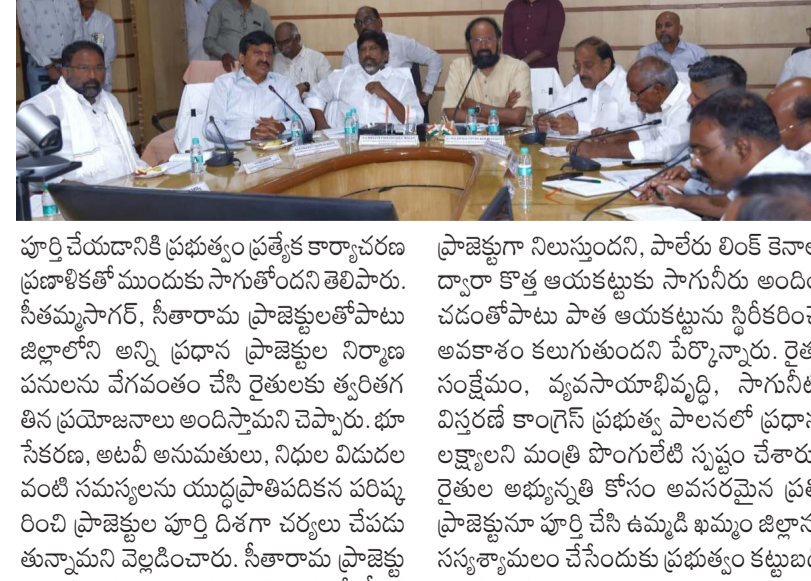 పూర్తి చేయడానికి ప్రభుత్వం ప్రత్యేక కార్యాచరణ
ప్రణాళికతో ముందుకు సాగుతోందని తెలిపారు.
సీతమ్మసాగర్, సీతారామ ప్రాజెక్టులతోపాటు
జిల్లాలోని అన్ని ప్రధాన ప్రాజెక్టుల నిర్మాణ
పనులను వేగవంతం చేసి రైతులకు త్వరితగ
తిన ప్రయోజనాలు అందిస్తామని చెప్పారు. భూ
సేకరణ, అటవీ అనుమతులు, నిధుల విడుదల
వంటి సమస్యలను యుద్ధప్రాతిపదికన పరిష్క
రించి ప్రాజెక్టుల పూర్తి దిశగా చర్యలు చేపడు
తున్నామని వెల్లడించారు. సీతారామ ప్రాజెక్టు
ప్రాజెక్టుగా నిలుస్తుందని, పాలేరు లింక్ కెనాల
ద్వారా కొత్త ఆయకట్టుకు సాగునీరు అందిం
చడంతోపాటు పాత ఆయకట్టును స్థిరీకరించే
అవకాశం కలుగుతుందని పేర్కొన్నారు. రైతు
సంక్షేమం, వ్యవసాయాభివృద్ధి, సాగునీటి
విస్తరణే కాంగ్రెస్ ప్రభుత్వ పాలనలో ప్రధాన
లక్ష్యాలని మంత్రి పొంగులేటి స్పష్టం చేశారు
రైతుల అభ్యున్నతి కోసం అవసరమైన ప్రతి
ప్రాజెక్టునూ పూర్తి చేసి ఉమ్మడి ఖమ్మం జిల్లాను
సస్యశ్యామలం చేసేందుకు ప్రభుత్వం కట్టుబడి